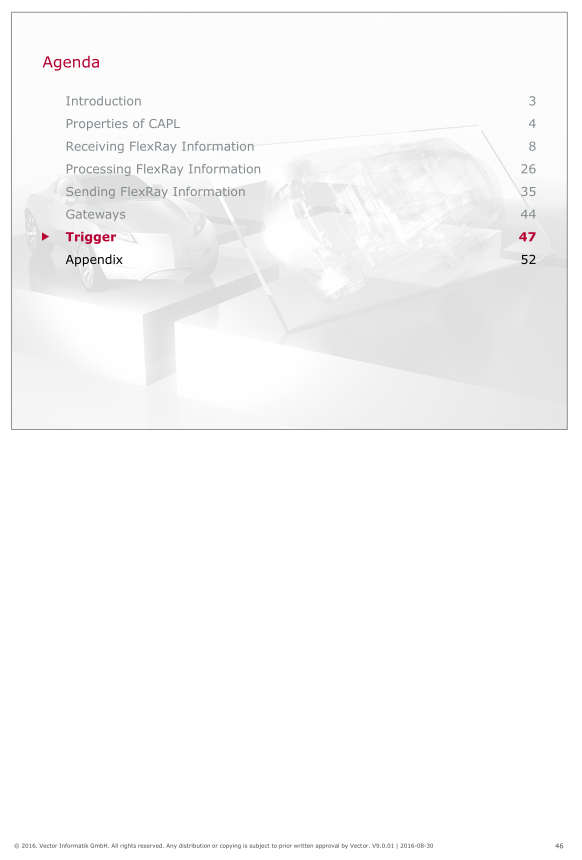 Agenda
Introduction 3
Properties of CAPL 4
Receiving FlexRay Information 8
Processing FlexRay Information 26
Sending FlexRay Information 35
Gateways 44
Trigger 47
Appendix 52
© 2016. Vector Informatik GmbH. All rights reserved. Any distribution or copying is subject to prior written approval by Vector. V9.0.01 | 2016-08-30 46